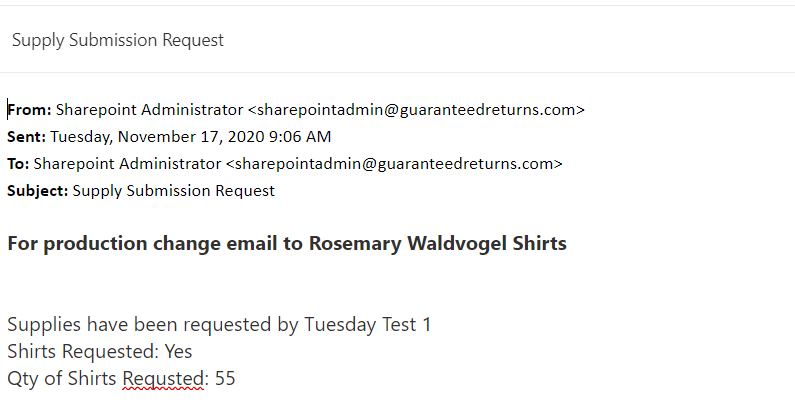 Supply Submission Request
From: Sharepoint Administrator <sharepointadmin@guaranteedreturns.com>
Sent: Tuesday, November 17, 2020 9:06 AM
To: Sharepoint Administrator <sharepointadmin@guaranteedreturns.com>
Subject: Supply Submission Request
For production change email to Rosemary Waldvogel Shirts
Supplies have been requested by Tuesday Test 1
Shirts Requested: Yes
Qty of Shirts Requsted: 55